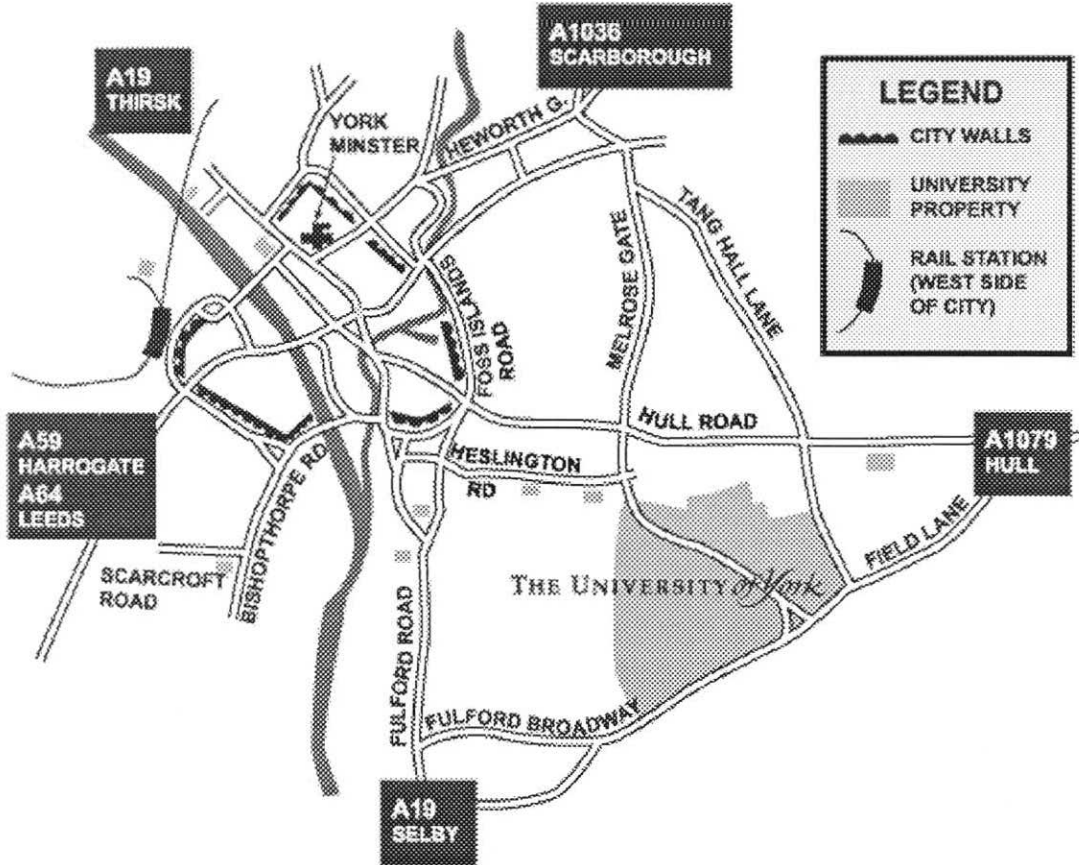 A1036
SCARBOROUGH
A19
THIRSK
YORK
MINSTER
HEWORTH G.
LEGEND
CITY WALLS
UNIVERSITY
PROPERTY
RAIL STATION
(WEST SIDE
OF CITY)
TANG HALL LANE
MELROSE GATE
FOSS ISLANDS
ROAD
HULL ROAD
A1079
HULL
A59
HARROGATE
A64
LEEDS
HESLINGTON
RD
BISHOPTHORPE RD
FIELD LANE
SCARCROFT
ROAD
THE UNIVERSITY of York
FULFORD ROAD
FULFORD BROADWAY
A19
SELBY